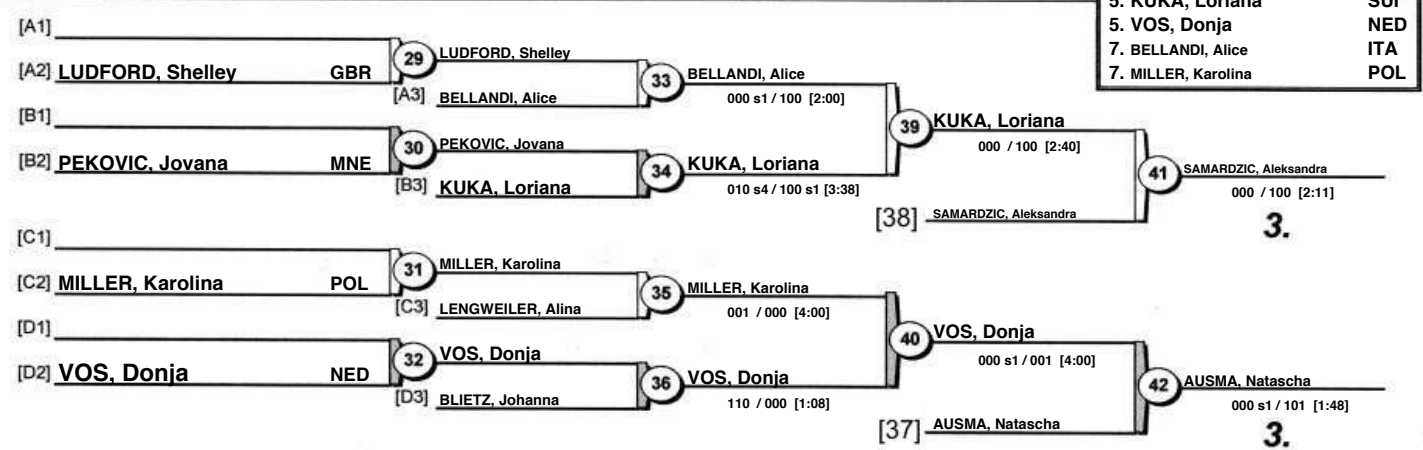 5. KUKA, Loriana SUI
5. VOS, Donja NED
7. BELLANDI, Alice ITA
7. MILLER, Karolina POL
[A1]
[A2] LUDFORD, Shelley GBR
29 LUDFORD, Shelley
[A3] BELLANDI, Alice
33 BELLANDI, Alice
000 s1 / 100 [2:00]
[B1]
[B2] PEKOVIC, Jovana MNE
30 PEKOVIC, Jovana
[B3] KUKA, Loriana
34 KUKA, Loriana
010 s4 / 100 s1 [3:38]
39 KUKA, Loriana
000 / 100 [2:40]
[38] SAMARDZIC, Aleksandra
41 SAMARDZIC, Aleksandra
000 / 100 [2:11]
3.
[C1]
[C2] MILLER, Karolina POL
31 MILLER, Karolina
[C3] LENGWEILER, Alina
35 MILLER, Karolina
001 / 000 [4:00]
[D1]
[D2] VOS, Donja NED
32 VOS, Donja
[D3] BLIETZ, Johanna
36 VOS, Donja
110 / 000 [1:08]
40 VOS, Donja
000 s1 / 001 [4:00]
[37] AUSMA, Natascha
42 AUSMA, Natascha
000 s1 / 101 [1:48]
3.